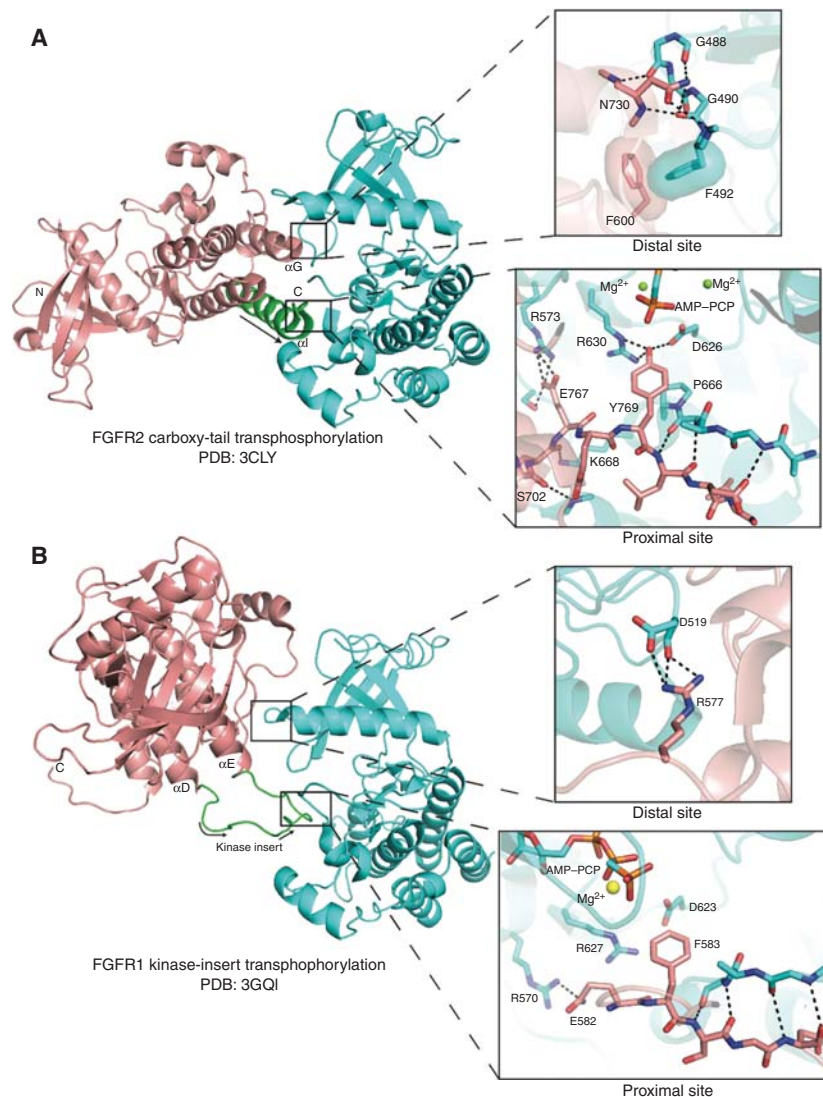 A
G488
N730
G490
F492
F600
Distal site
N
αG
C
αI
FGFR2 carboxy-tail transphosphorylation
PDB: 3CLY
Mg2+
Mg2+
AMP–PCP
R573
R630
D626
E767
P666
Y769
K668
S702
Proximal site
B
D519
R577
Distal site
C
αD
αE
Kinase insert
FGFR1 kinase-insert transphophorylation
PDB: 3GQI
AMP–PCP
Mg2+
D623
R627
F583
R570
E582
Proximal site